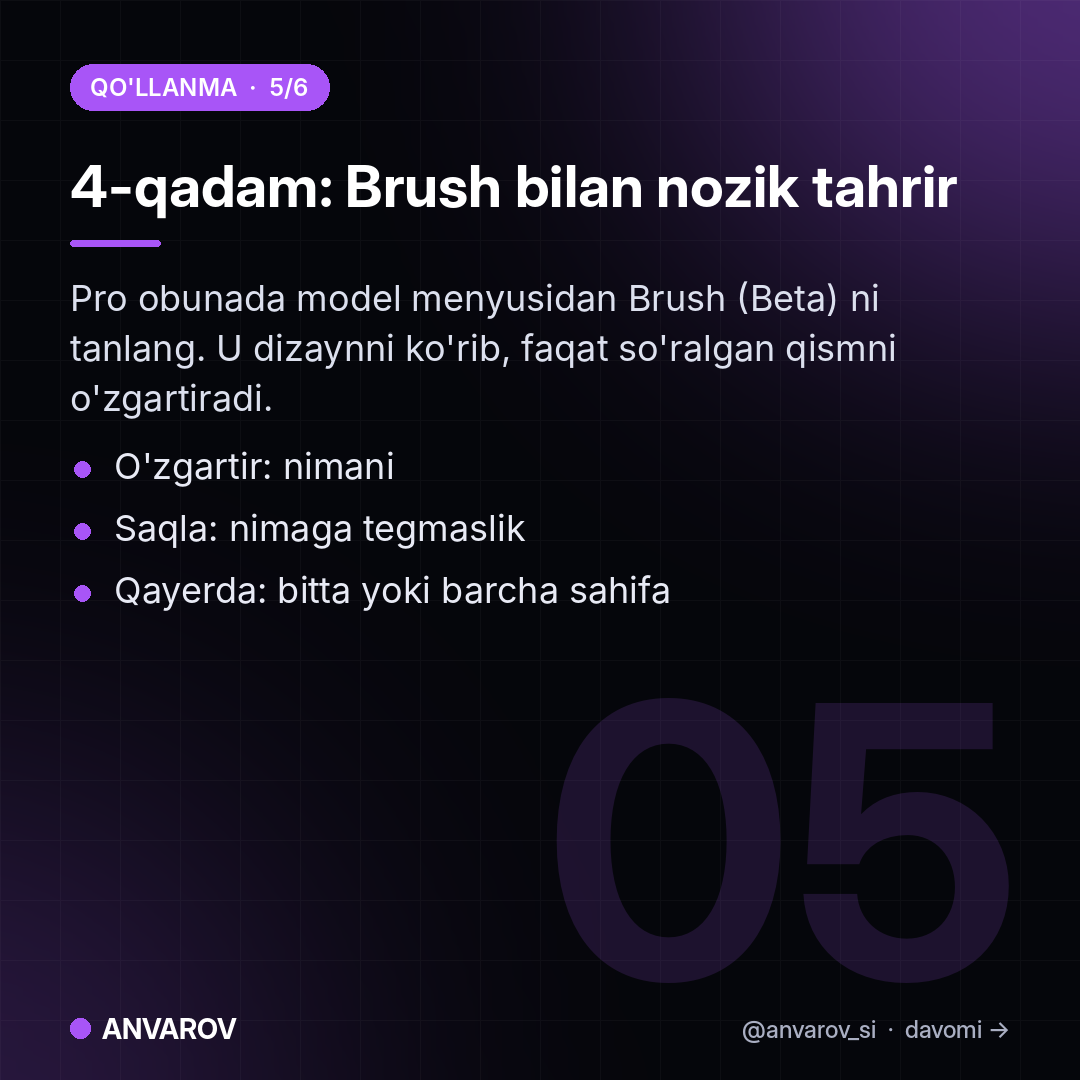 QO'LLANMA · 5/6
4-qadam: Brush bilan nozik tahrir
Pro obunada model menyusidan Brush (Beta) ni
tanlang. U dizaynni ko'rib, faqat so'ralgan qismni
o'zgartiradi.
O'zgartir: nimani
Saqla: nimaga tegmaslik
Qayerda: bitta yoki barcha sahifa
05
ANVAROV
@anvarov_si · davomi →